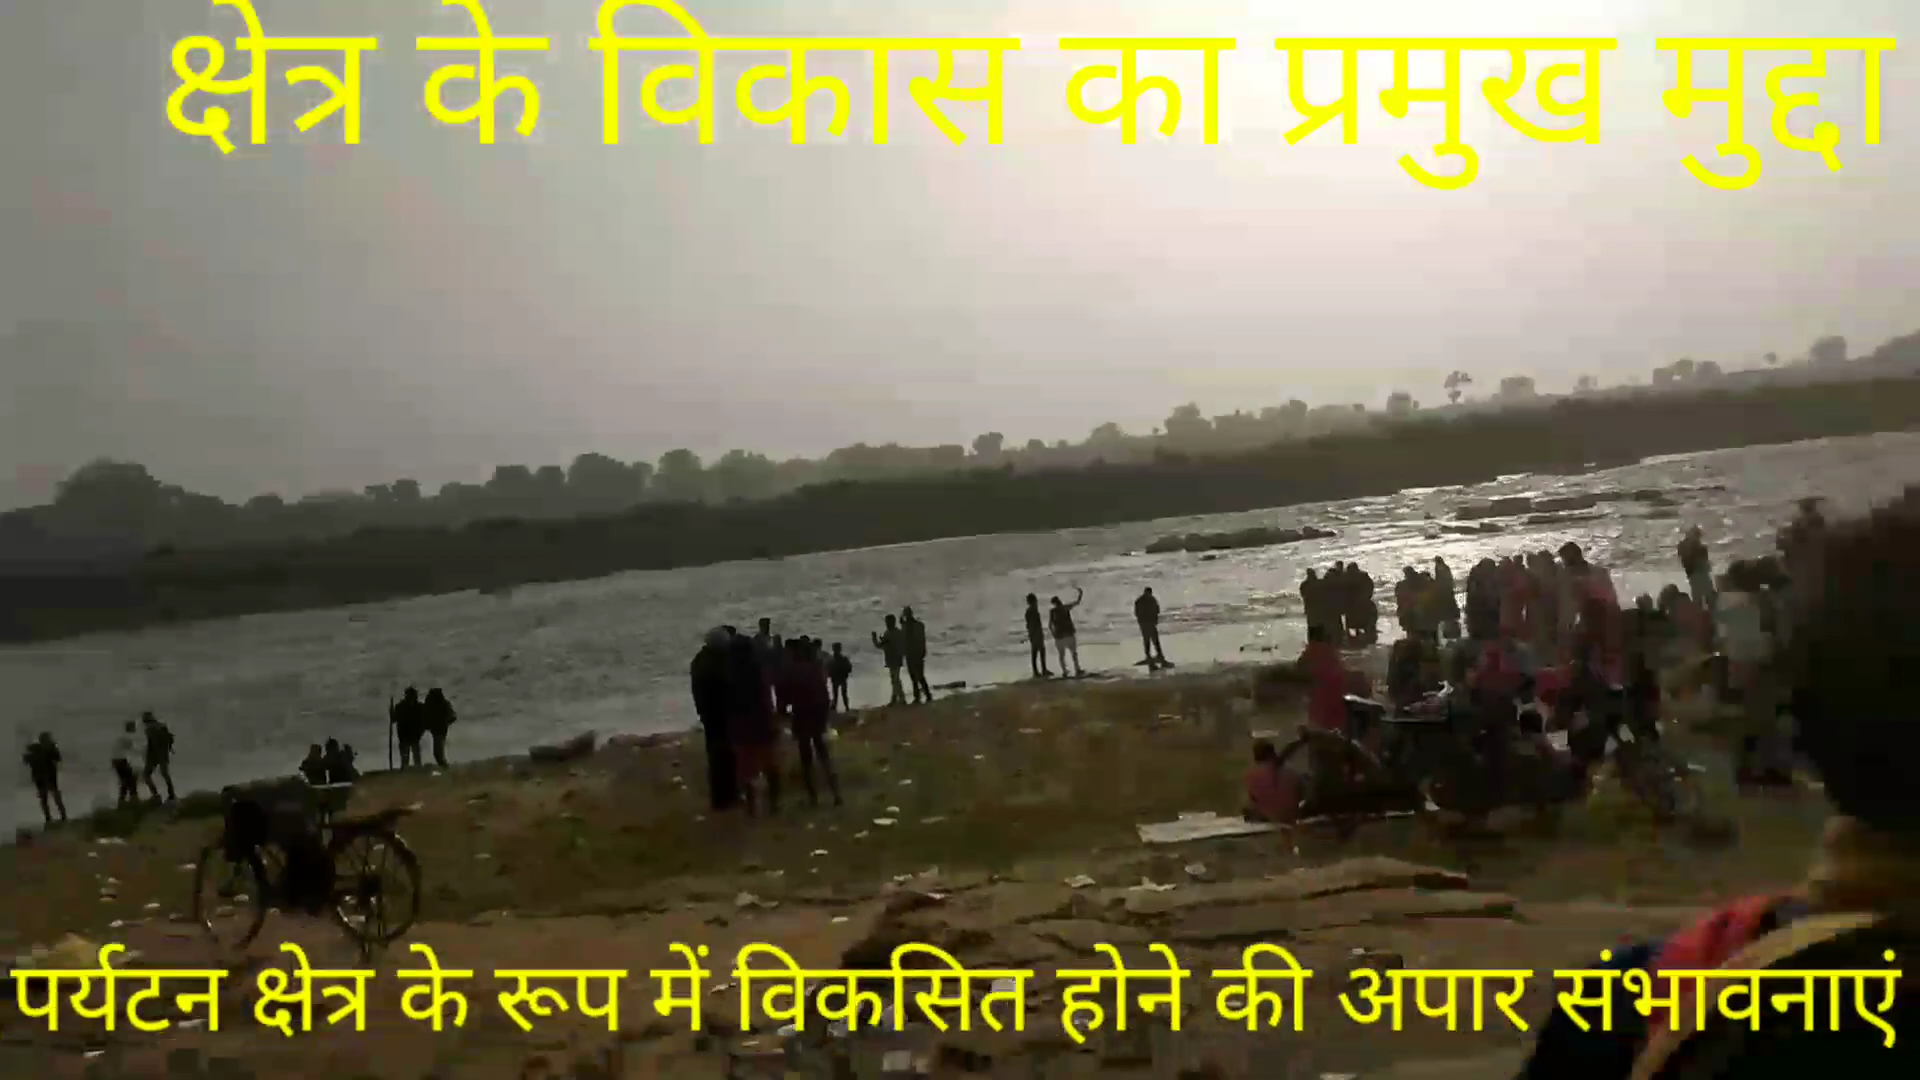 क्षेत्र के विकास का प्रमुख मुद्दा
पर्यटन क्षेत्र के रूप में विकसित होने की अपार संभावनाएं